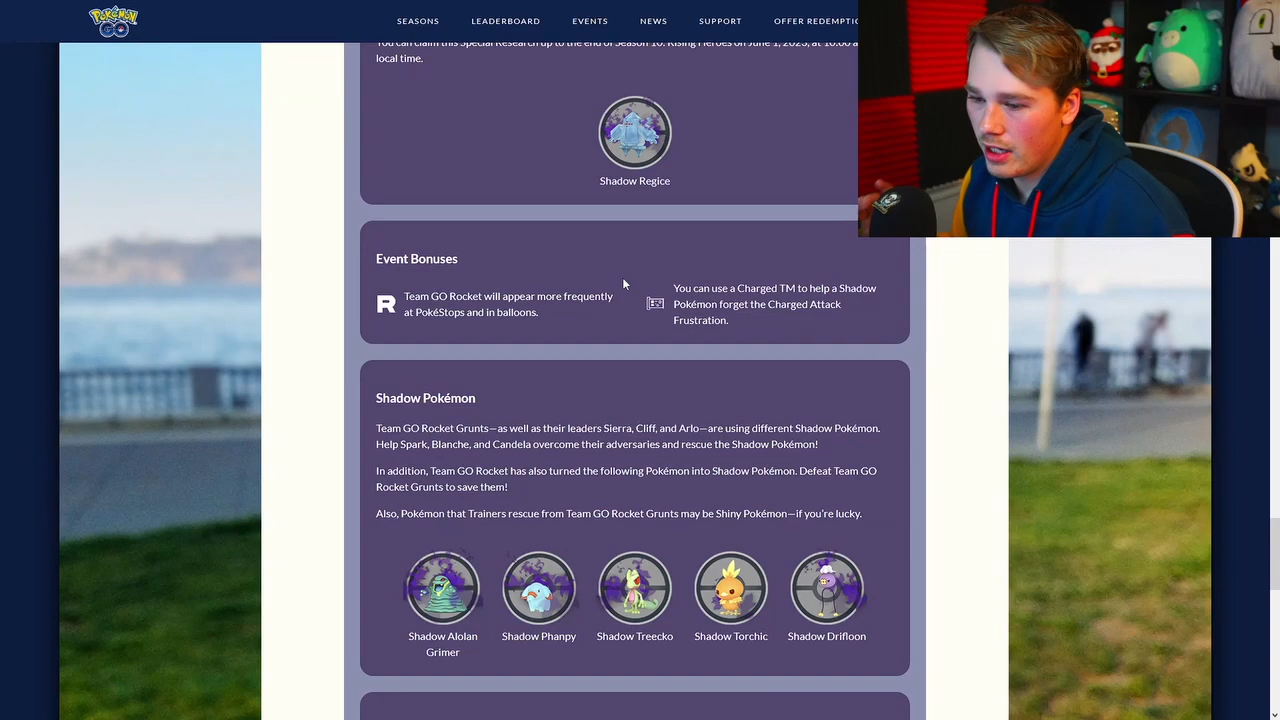 Pokémon GO
SEASONS LEADERBOARD EVENTS NEWS SUPPORT OFFER REDEMPTIO
You can claim this Special Research up to the end of Season 10: Rising Heroes on June 1, 2023, at 10:00 a
local time.
Shadow Regice
Event Bonuses
Team GO Rocket will appear more frequently
at PokéStops and in balloons.
You can use a Charged TM to help a Shadow
Pokémon forget the Charged Attack
Frustration.
Shadow Pokémon
Team GO Rocket Grunts—as well as their leaders Sierra, Cliff, and Arlo—are using different Shadow Pokémon.
Help Spark, Blanche, and Candela overcome their adversaries and rescue the Shadow Pokémon!
In addition, Team GO Rocket has also turned the following Pokémon into Shadow Pokémon. Defeat Team GO
Rocket Grunts to save them!
Also, Pokémon that Trainers rescue from Team GO Rocket Grunts may be Shiny Pokémon—if you're lucky.
Shadow Alolan
Grimer
Shadow Phanpy
Shadow Treecko
Shadow Torchic
Shadow Drifloon